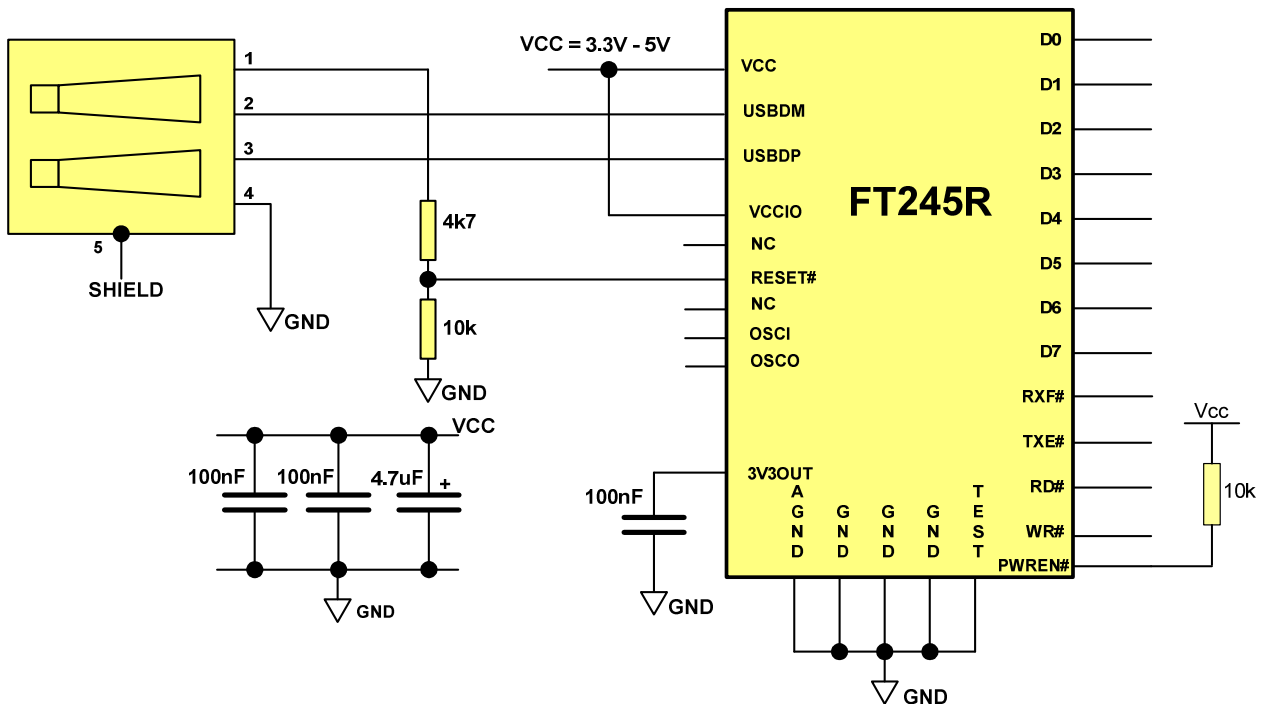 1
2
3
4
5
SHIELD
GND
VCC = 3.3V - 5V
4k7
10k
GND
VCC
100nF
100nF
4.7uF
+
GND
100nF
GND
FT245R
VCC
USBDM
USBDP
VCCIO
NC
RESET#
NC
OSCI
OSCO
3V3OUT
AGND
GND
GND
GND
TEST
GND
D0
D1
D2
D3
D4
D5
D6
D7
RXF#
TXE#
RD#
WR#
PWREN#
Vcc
10k